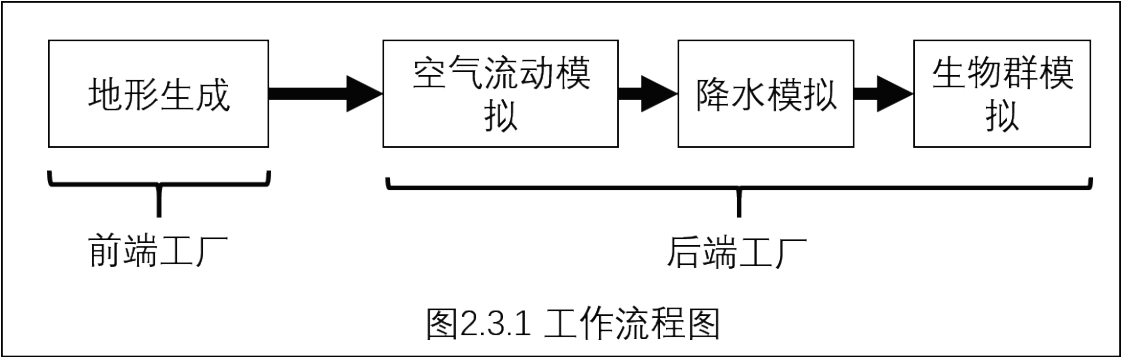 地形生成
空气流动模
拟
降水模拟
生物群模
拟
前端工厂
后端工厂
图2.3.1 工作流程图